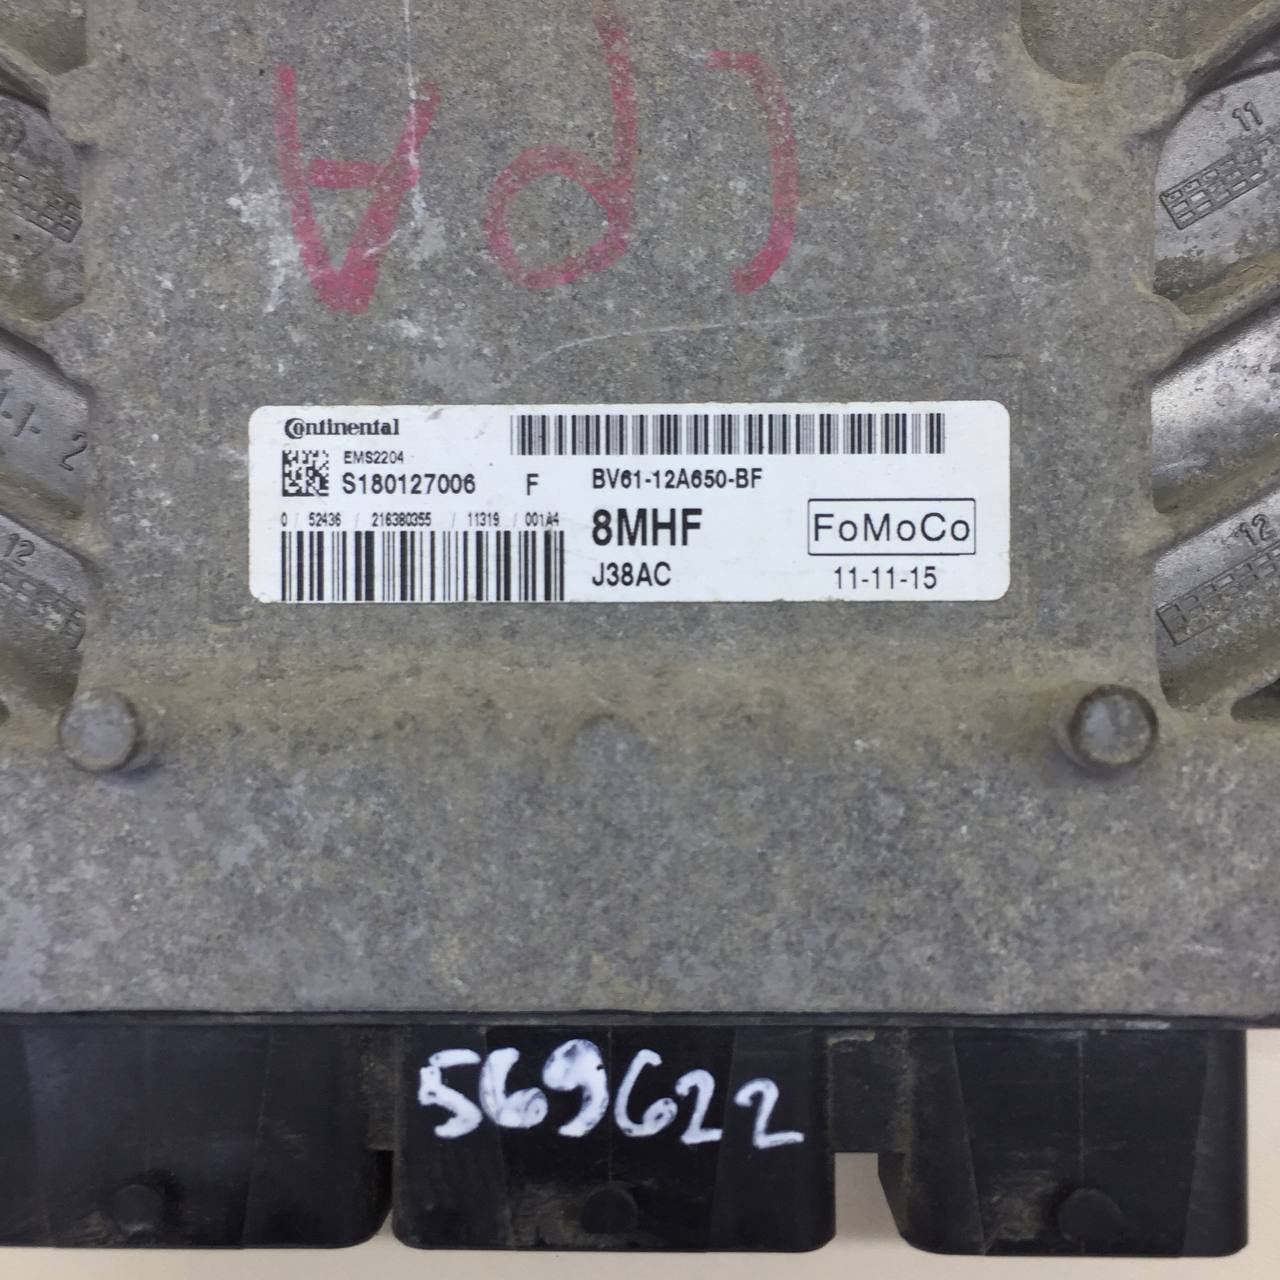 CPA
11
2
12
12
Continental
EMS2204
S180127006 F
BV61-12A650-BF
0 / 52436 / 216380355 / 11319 / 001A4
8MHF
FoMoCo
J38AC
11-11-15
569622